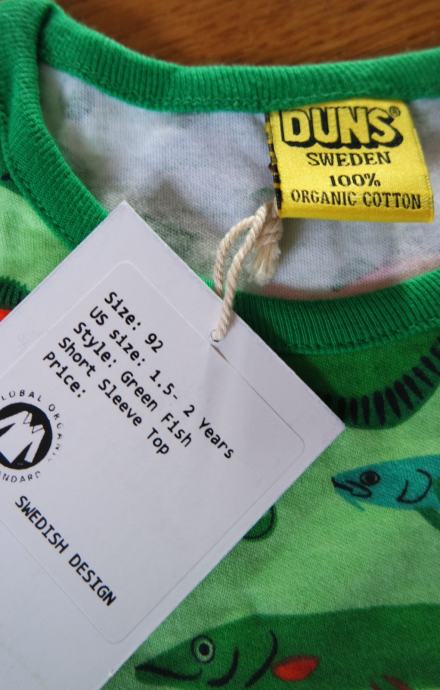 DUNS®
SWEDEN
100%
ORGANIC COTTON
Size: 92
US size: 1.5- 2 Years
Style: Green Fish
Short Sleeve Top
Price:
SWEDISH DESIGN